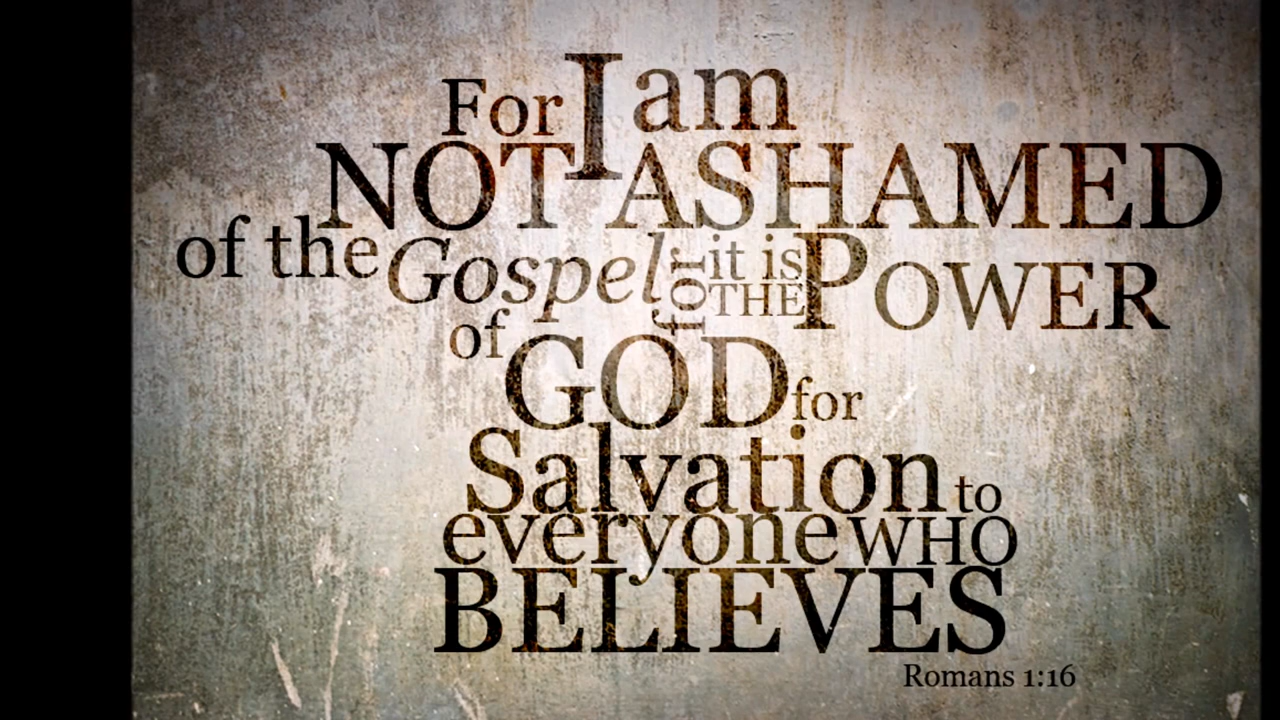 For I am
NOT ASHAMED
of the Gospel for it is THE POWER
of GOD for
Salvation to
everyone WHO
BELIEVES
Romans 1:16